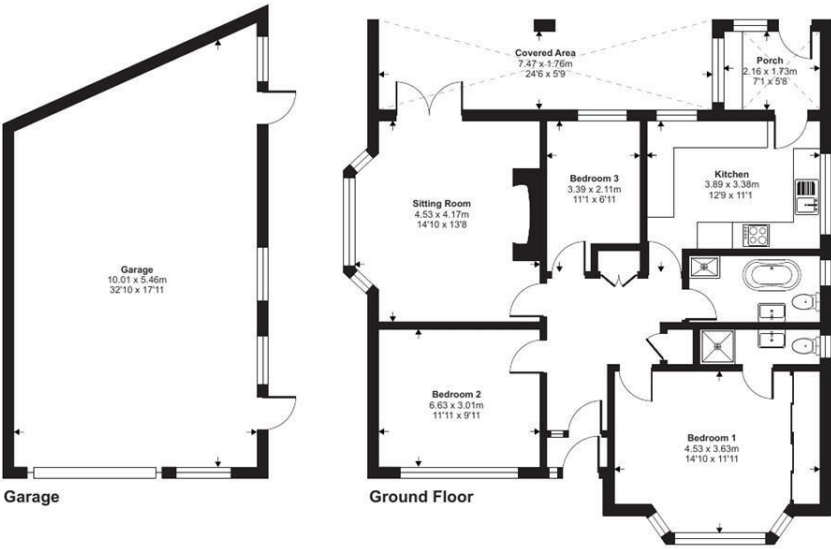 Covered Area
7.47 x 1.76m
24'6 x 5'9
Porch
2.16 x 1.73m
7'1 x 5'8
Bedroom 3
3.39 x 2.11m
11'1 x 6'11
Kitchen
3.89 x 3.38m
12'9 x 11'1
Sitting Room
4.53 x 4.17m
14'10 x 13'8
Garage
10.01 x 5.46m
32'10 x 17'11
Bedroom 2
6.63 x 3.01m
11'11 x 9'11
Bedroom 1
4.53 x 3.63m
14'10 x 11'11
Garage
Ground Floor